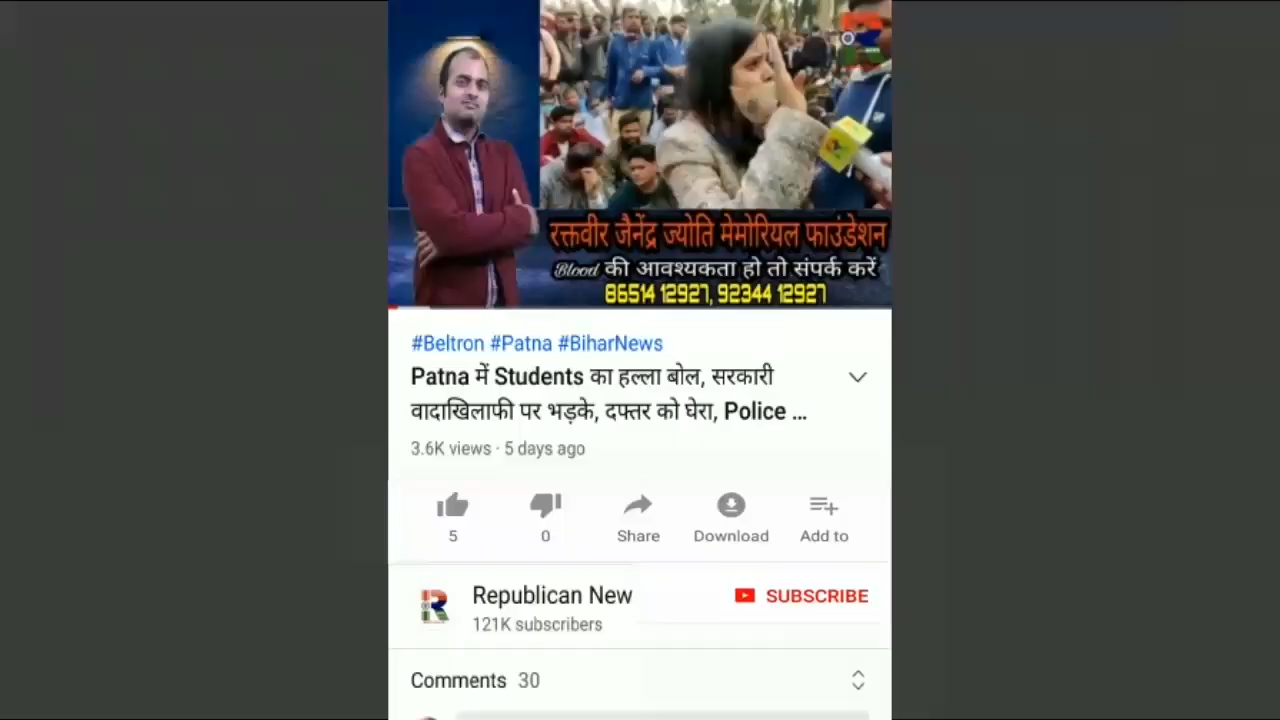 रक्तवीर जैनेंद्र ज्योति मेमोरियल फाउंडेशन
Blood की आवश्यकता हो तो संपर्क करें
86514 12927, 92344 12927
#Beltron #Patna #BiharNews
Patna में Students का हल्ला बोल, सरकारी
वादाखिलाफी पर भड़के, दफ्तर को घेरा, Police ...
3.6K views · 5 days ago
5
0
Share
Download
Add to
Republican New
121K subscribers
SUBSCRIBE
Comments 30